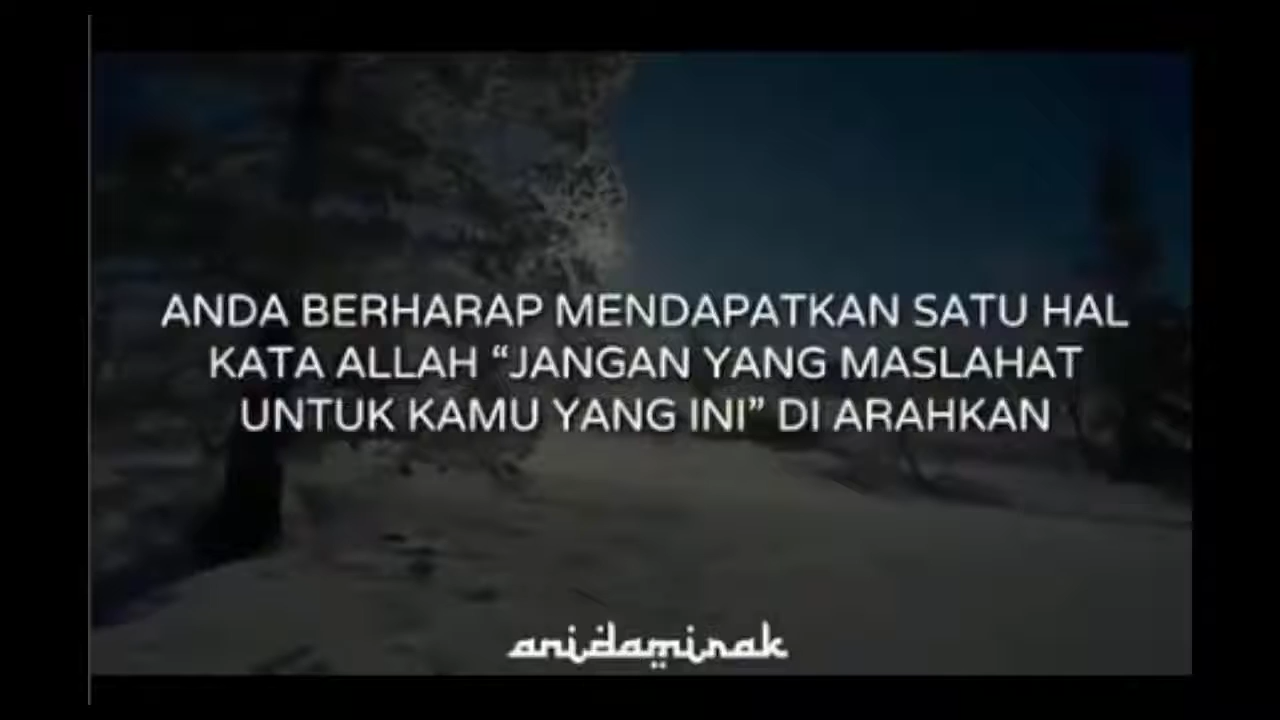 ANDA BERHARAP MENDAPATKAN SATU HAL
KATA ALLAH “JANGAN YANG MASLAHAT
UNTUK KAMU YANG INI” DI ARAHKAN
anidaminak